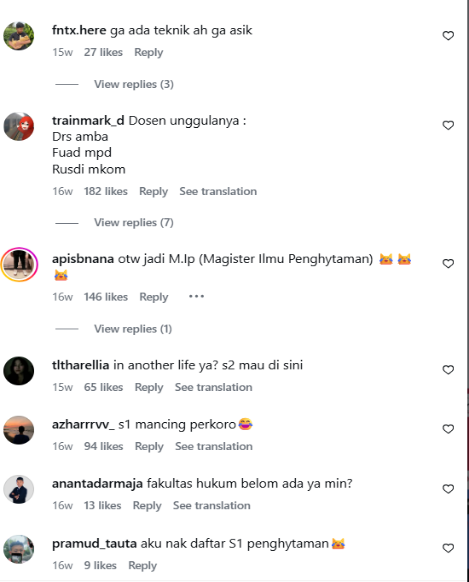 fntx.here ga ada teknik ah ga asik
15w 27 likes Reply
View replies (3)
trainmark_d Dosen unggulanya :
Drs amba
Fuad mpd
Rusdi mkom
16w 182 likes Reply See translation
View replies (7)
apisbnana otw jadi M.Ip (Magister Ilmu Penghytaman) 😹 😹
😹
16w 146 likes Reply •••
View replies (1)
tltharellia in another life ya? s2 mau di sini
15w 65 likes Reply See translation
azharrrvv_ s1 mancing perkoro😂
16w 94 likes Reply See translation
anantadarmaja fakultas hukum belom ada ya min?
16w 13 likes Reply See translation
pramud_tauta aku nak daftar S1 penghytaman😹
16w 9 likes Reply